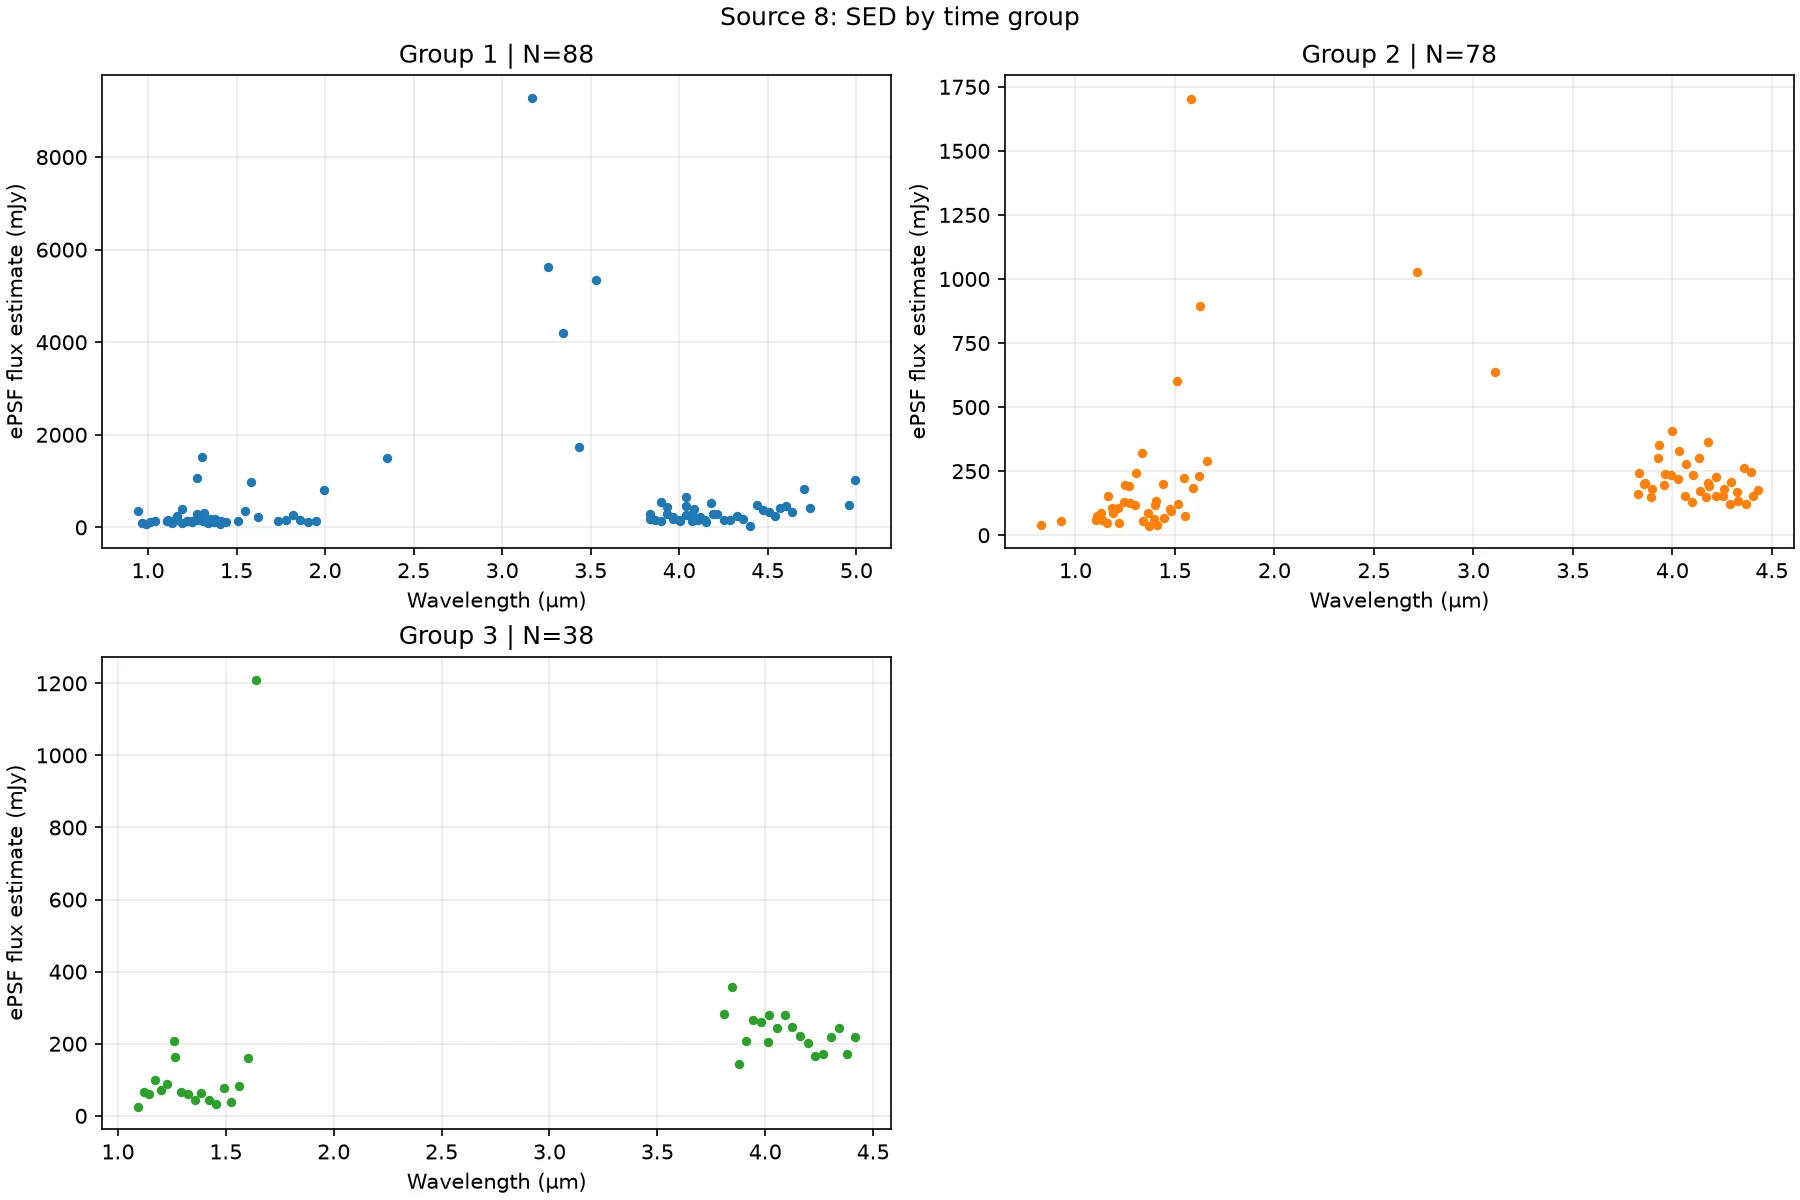 Source 8: SED by time group
Group 1 | N=88
ePSF flux estimate (mJy)
8000
6000
4000
2000
0
1.0 1.5 2.0 2.5 3.0 3.5 4.0 4.5 5.0
Wavelength (µm)
Group 2 | N=78
ePSF flux estimate (mJy)
1750
1500
1250
1000
750
500
250
0
1.0 1.5 2.0 2.5 3.0 3.5 4.0 4.5
Wavelength (µm)
Group 3 | N=38
ePSF flux estimate (mJy)
1200
1000
800
600
400
200
0
1.0 1.5 2.0 2.5 3.0 3.5 4.0 4.5
Wavelength (µm)